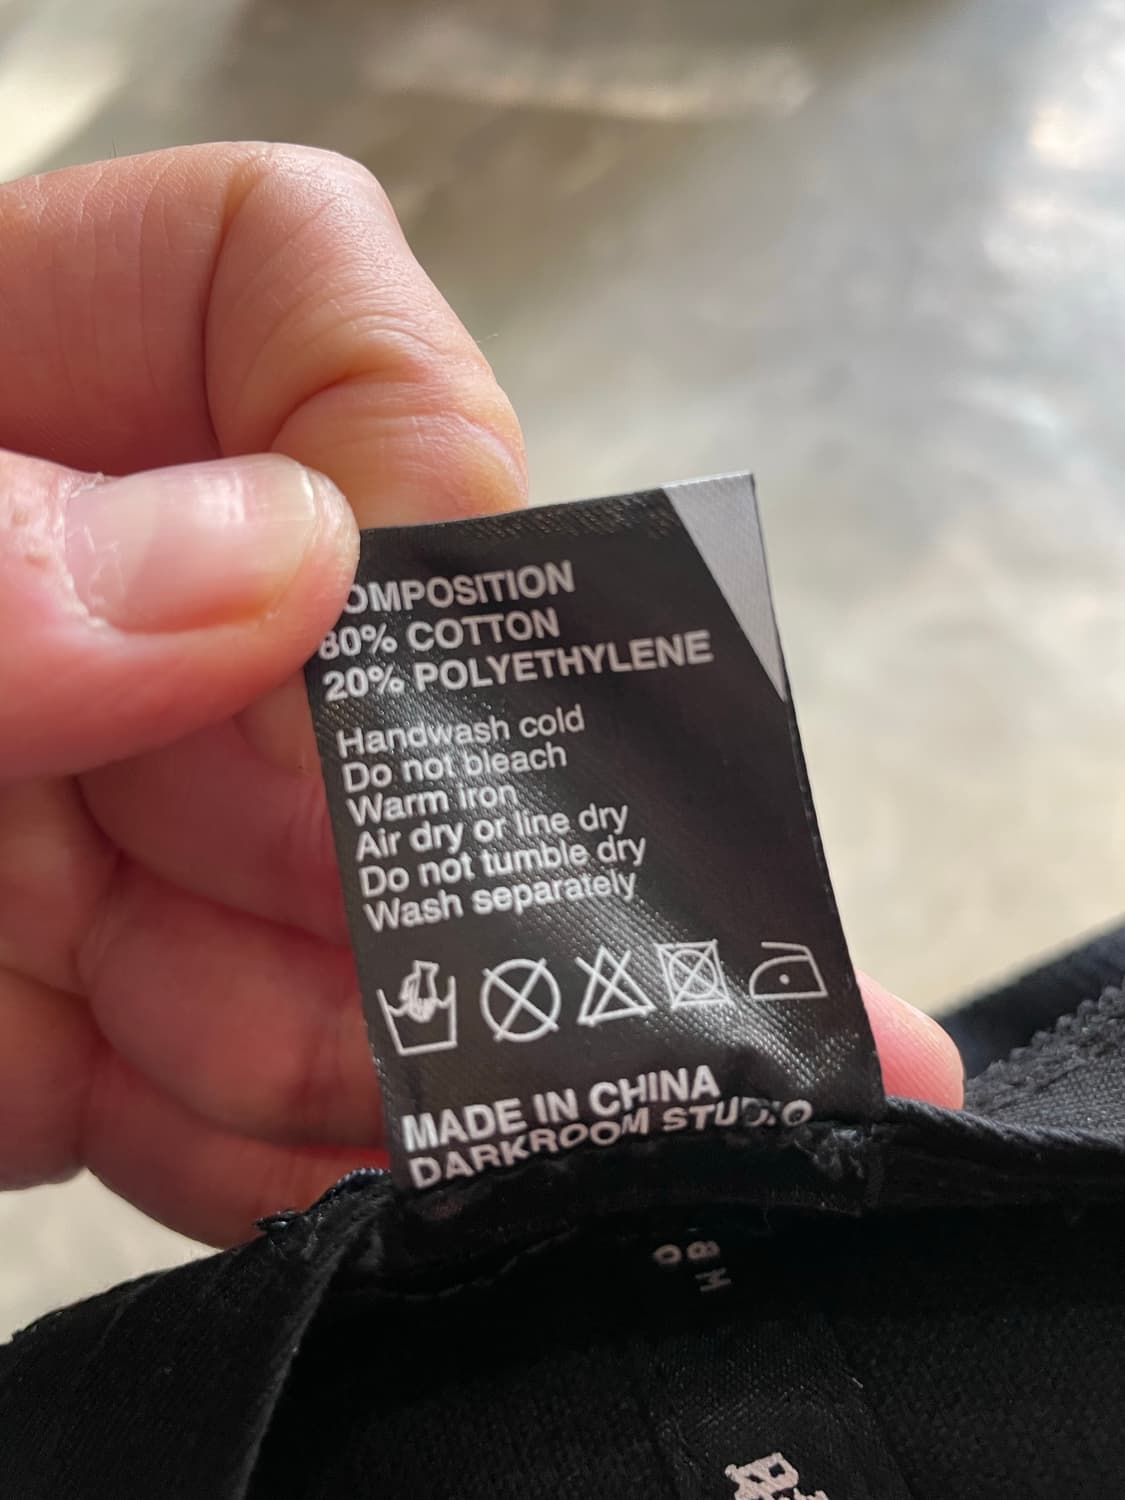 OMPOSITION
80% COTTON
20% POLYETHYLENE
Handwash cold
Do not bleach
Warm iron
Air dry or line dry
Do not tumble dry
Wash separately
MADE IN CHINA
DARKROOM STUDIO